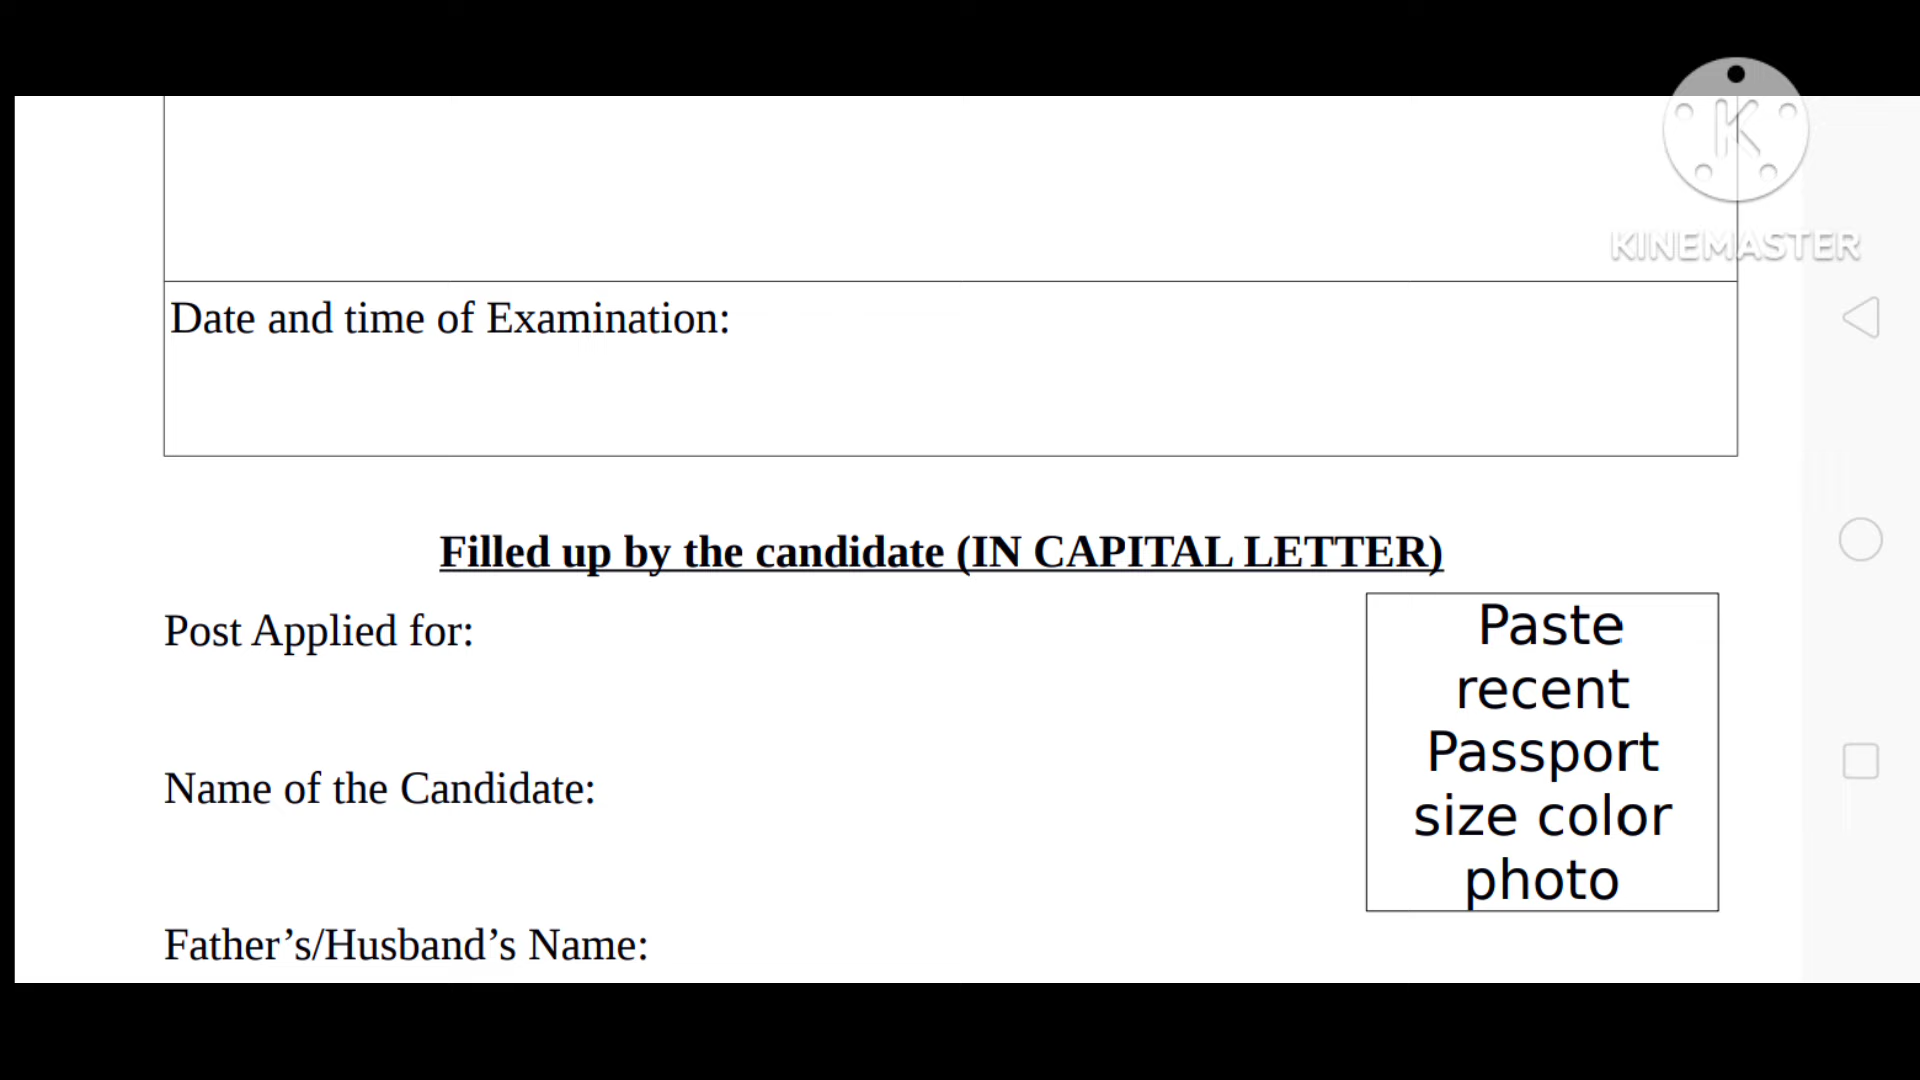 K
KINEMASTER
Date and time of Examination:
Filled up by the candidate (IN CAPITAL LETTER)
Post Applied for:
Paste
recent
Passport
size color
photo
Name of the Candidate:
Father’s/Husband’s Name: